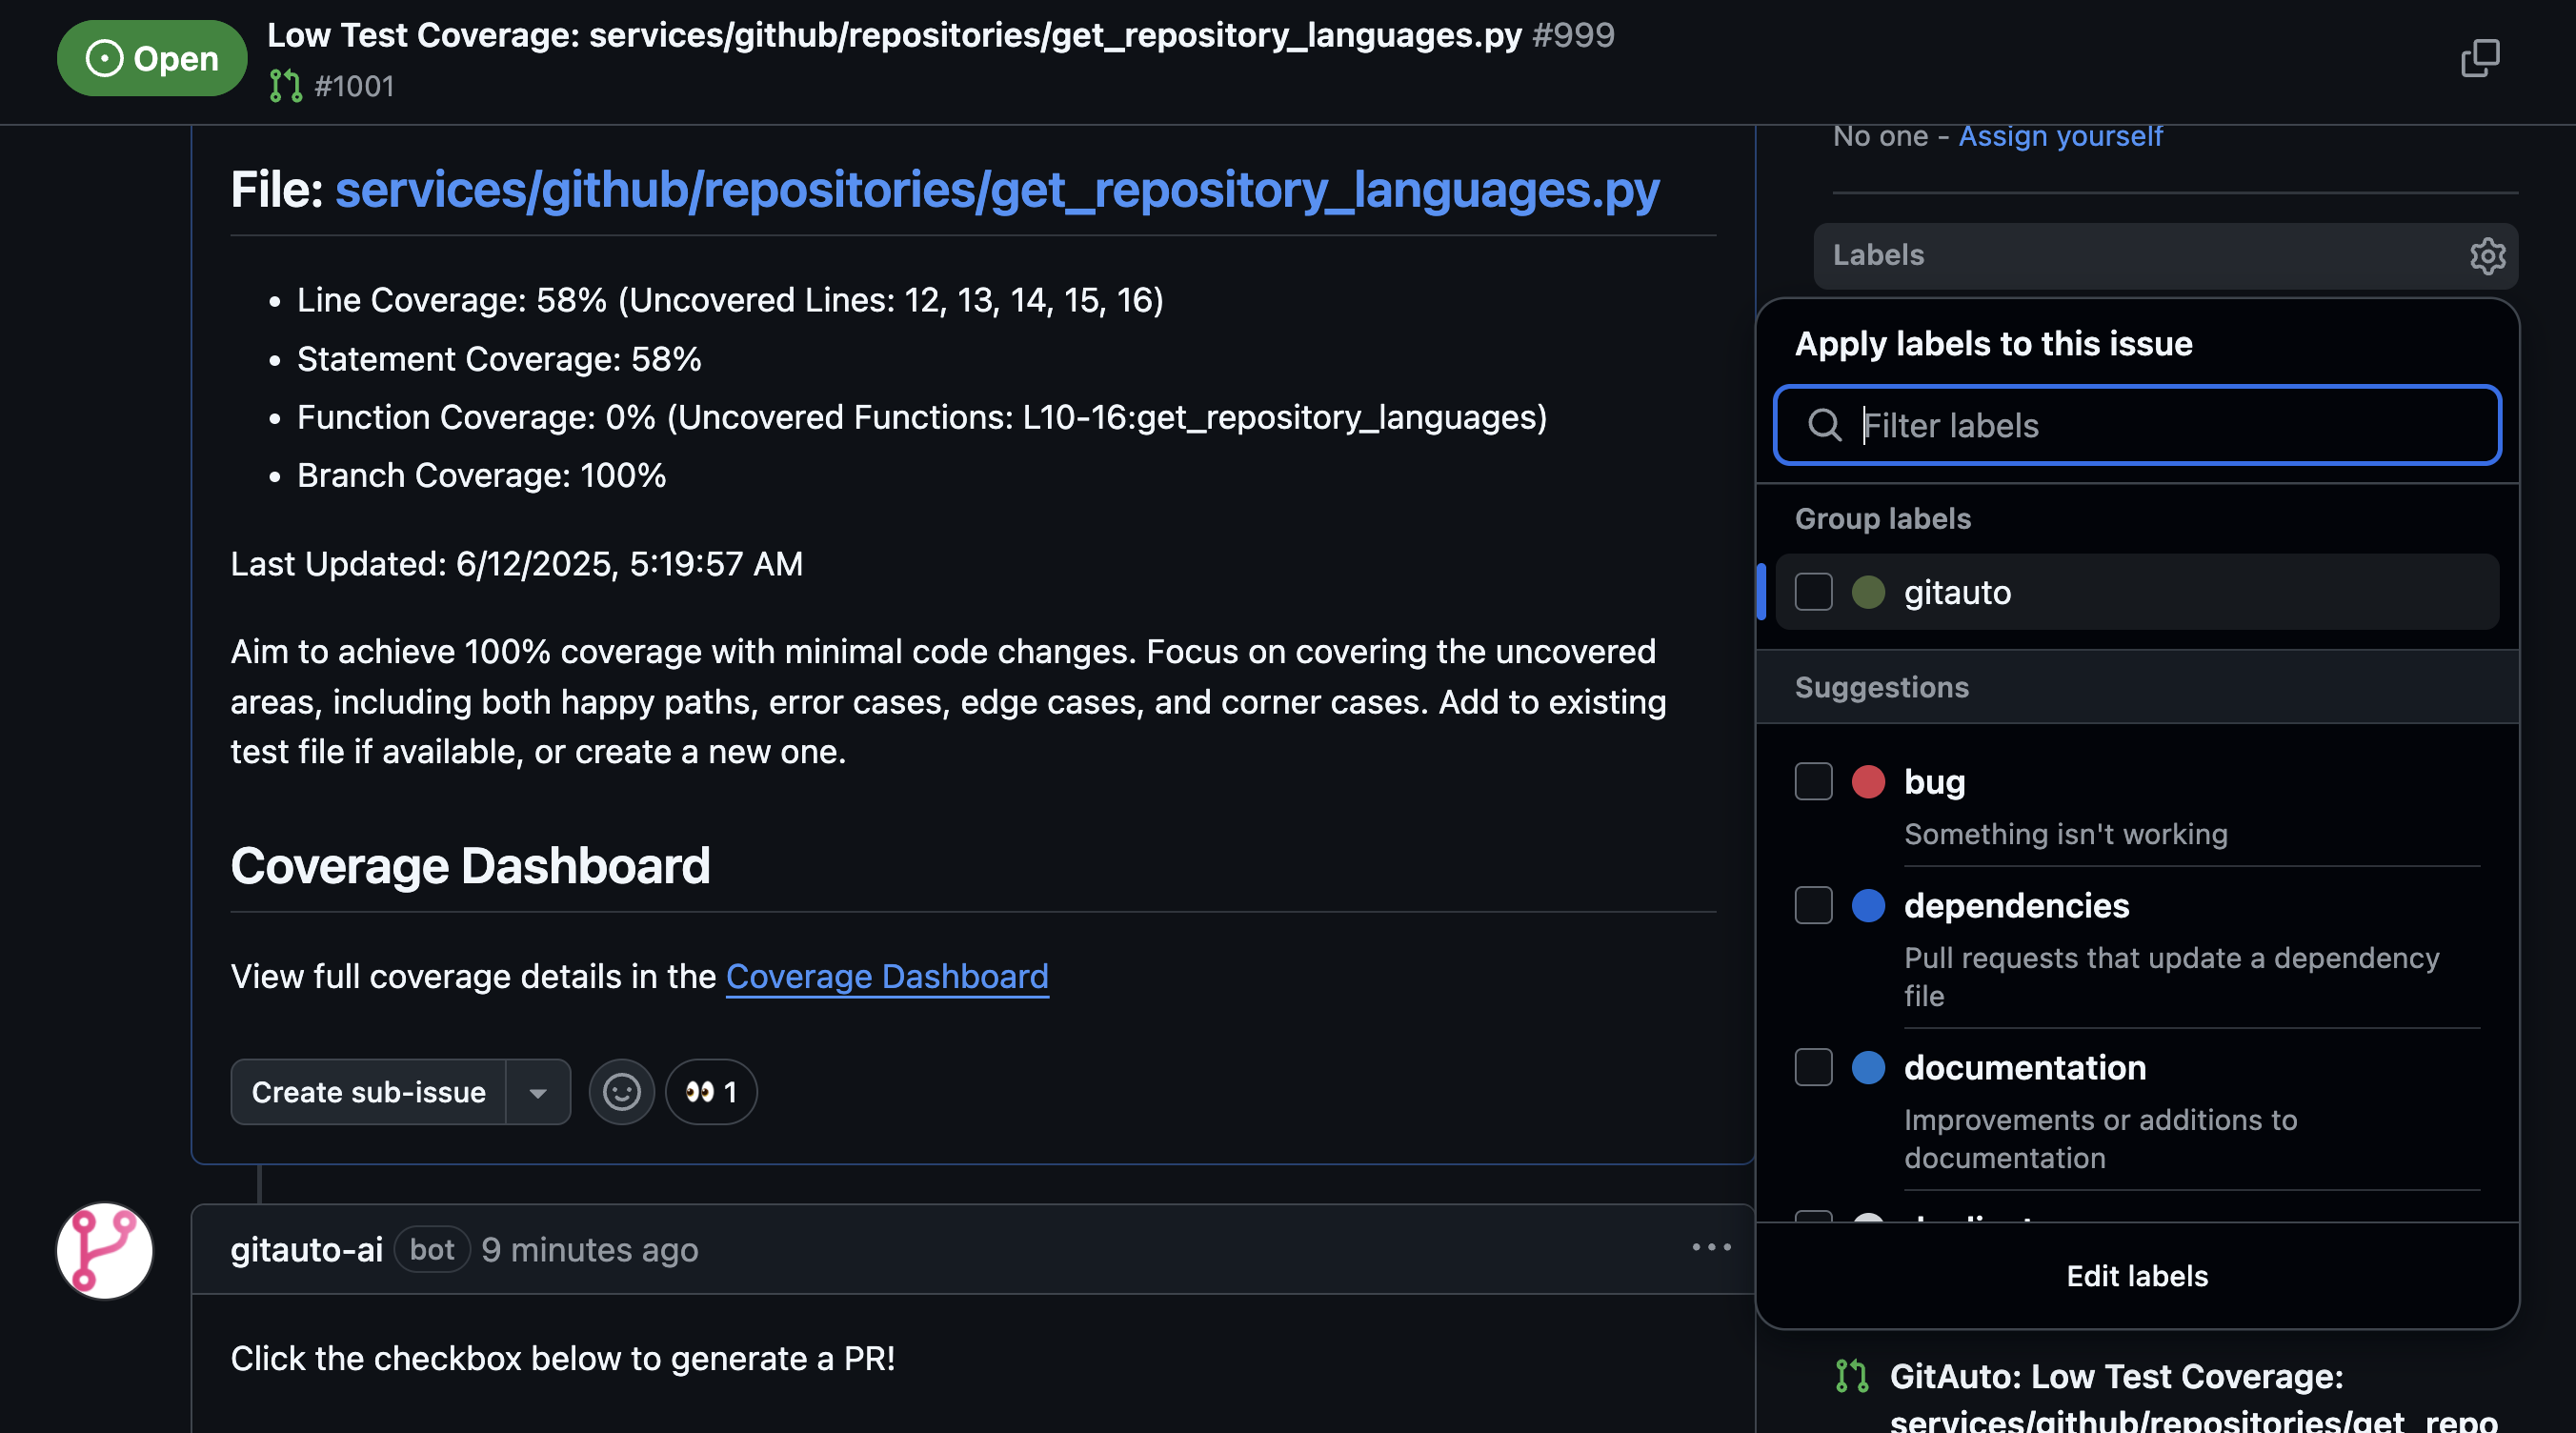 Open
Low Test Coverage: services/github/repositories/get_repository_languages.py #999
#1001
File: services/github/repositories/get_repository_languages.py
Line Coverage: 58% (Uncovered Lines: 12, 13, 14, 15, 16)
Statement Coverage: 58%
Function Coverage: 0% (Uncovered Functions: L10-16:get_repository_languages)
Branch Coverage: 100%
Last Updated: 6/12/2025, 5:19:57 AM
Aim to achieve 100% coverage with minimal code changes. Focus on covering the uncovered
areas, including both happy paths, error cases, edge cases, and corner cases. Add to existing
test file if available, or create a new one.
Coverage Dashboard
View full coverage details in the Coverage Dashboard
Create sub-issue
1
gitauto-ai bot 9 minutes ago
Click the checkbox below to generate a PR!
No one - Assign yourself
Labels
Apply labels to this issue
Filter labels
Group labels
gitauto
Suggestions
bug
Something isn't working
dependencies
Pull requests that update a dependency
file
documentation
Improvements or additions to
documentation
Edit labels
GitAuto: Low Test Coverage:
services/github/repositories/get_repo